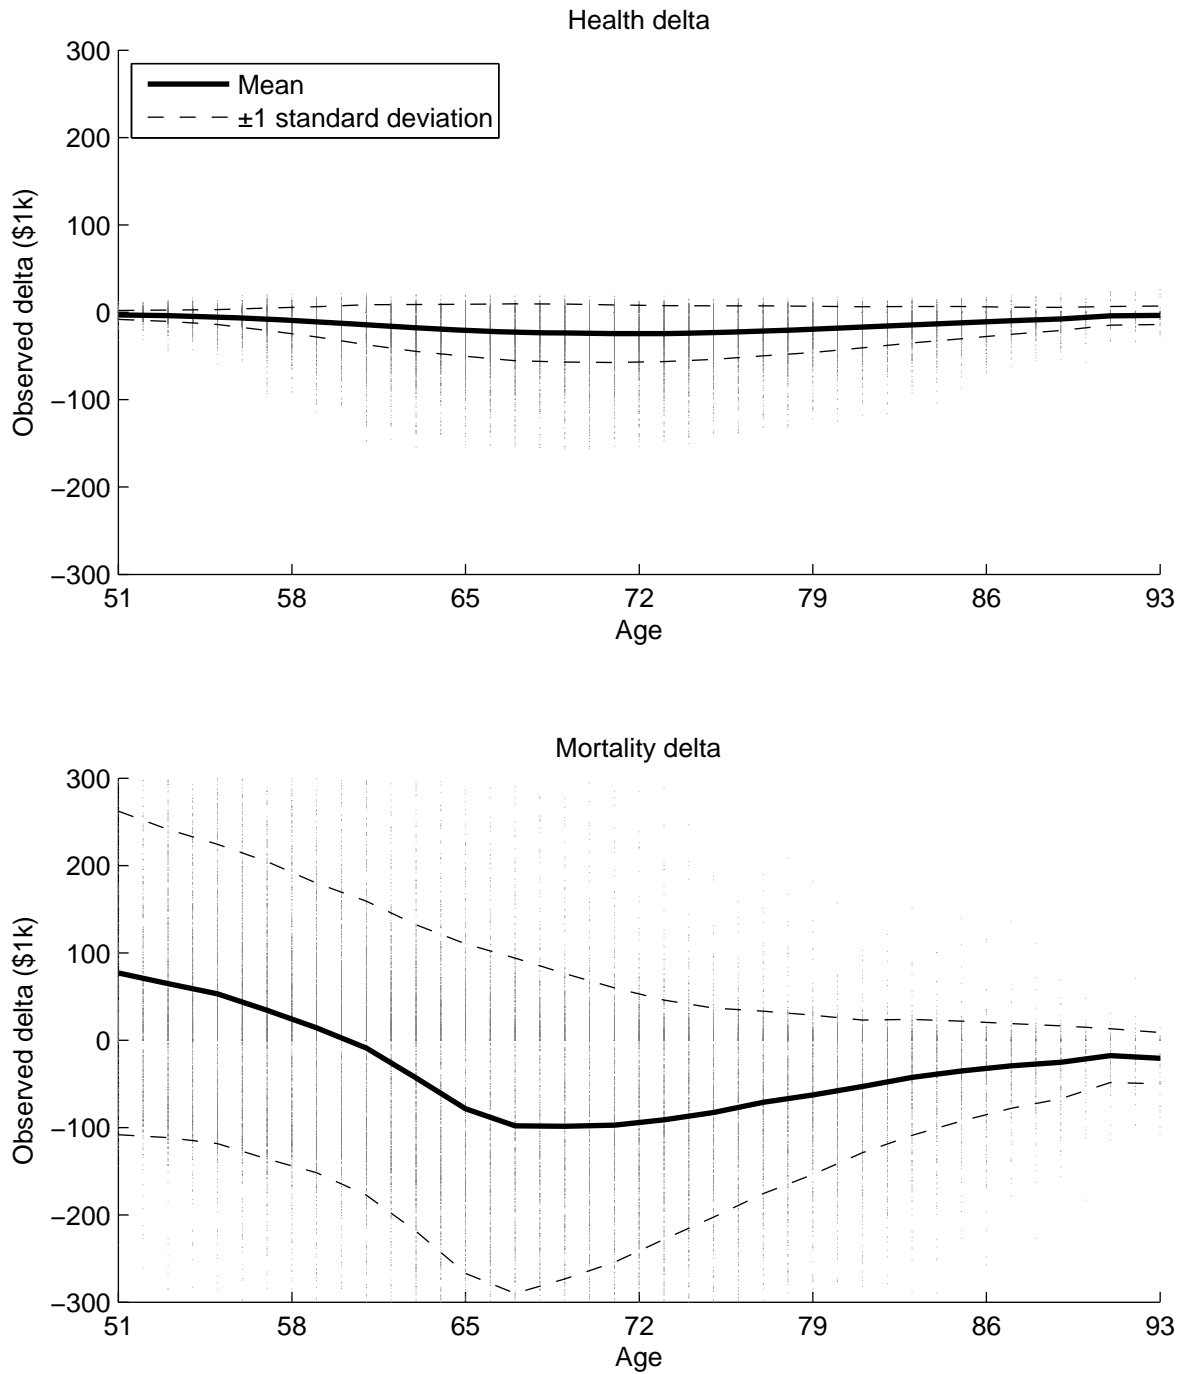 Health delta
300
200
100
0
−100
−200
−300
Observed delta ($1k)
Mean
±1 standard deviation
51 58 65 72 79 86 93
Age
Mortality delta
300
200
100
0
−100
−200
−300
Observed delta ($1k)
51 58 65 72 79 86 93
Age